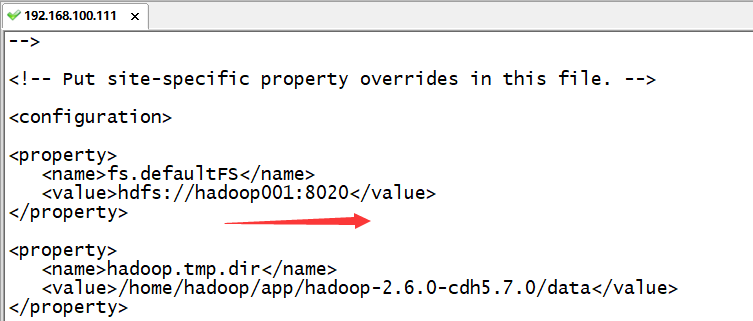 192.168.100.111 ×
-->
<!-- Put site-specific property overrides in this file. -->
<configuration>
<property>
<name>fs.defaultFS</name>
<value>hdfs://hadoop001:8020</value>
</property>
<property>
<name>hadoop.tmp.dir</name>
<value>/home/hadoop/app/hadoop-2.6.0-cdh5.7.0/data</value>
</property>